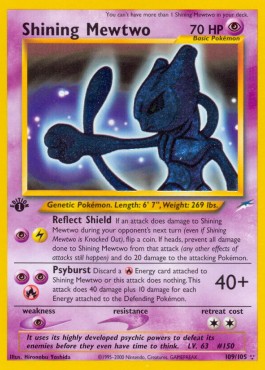 You can't have more than 1 Shining Mewtwo in your deck.
Shining Mewtwo 70 HP
Basic Pokémon
Genetic Pokémon. Length: 6' 7", Weight: 269 lbs.
Reflect Shield If an attack does damage to Shining
Mewtwo during your opponent's next turn (even if Shining
Mewtwo is Knocked Out), flip a coin. If heads, prevent all damage
done to Shining Mewtwo from that attack (any other effects of
attacks still happen) and do 20 damage to the attacking Pokémon.
Psyburst Discard a Energy card attached to
Shining Mewtwo or this attack does nothing. This
attack does 40 damage plus 10 damage for each
Energy attached to the Defending Pokémon.
40+
weakness resistance retreat cost
It uses its highly developed psychic powers to defeat its
enemies before they even have time to think. LV. 63 #150
Illus. Hironobu Yoshida
©1995-2000 Nintendo, Creatures, GAMEFREAK.
109/105